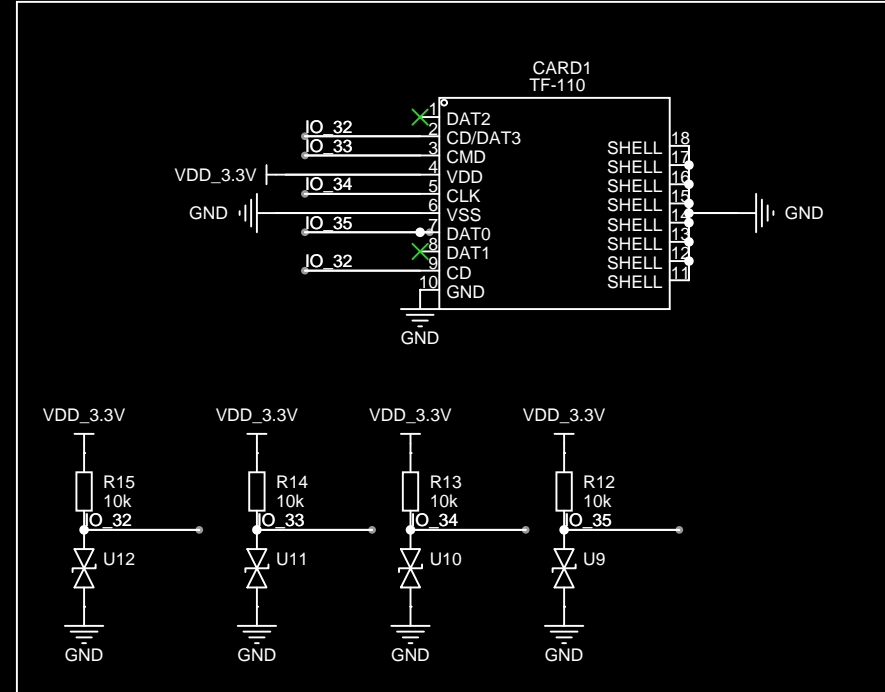 CARD1
TF-110
1 DAT2
IO_32 2 CD/DAT3 SHELL 18
IO_33 3 CMD SHELL 17
VDD_3.3V 4 VDD SHELL 16
IO_34 5 CLK SHELL 15
GND 6 VSS SHELL 14 GND
IO_35 7 DAT0 SHELL 13
8 DAT1 SHELL 12
IO_32 9 CD SHELL 11
10 GND
GND
VDD_3.3V VDD_3.3V VDD_3.3V VDD_3.3V
R15 R14 R13 R12
10k 10k 10k 10k
IO_32 IO_33 IO_34 IO_35
U12 U11 U10 U9
GND GND GND GND